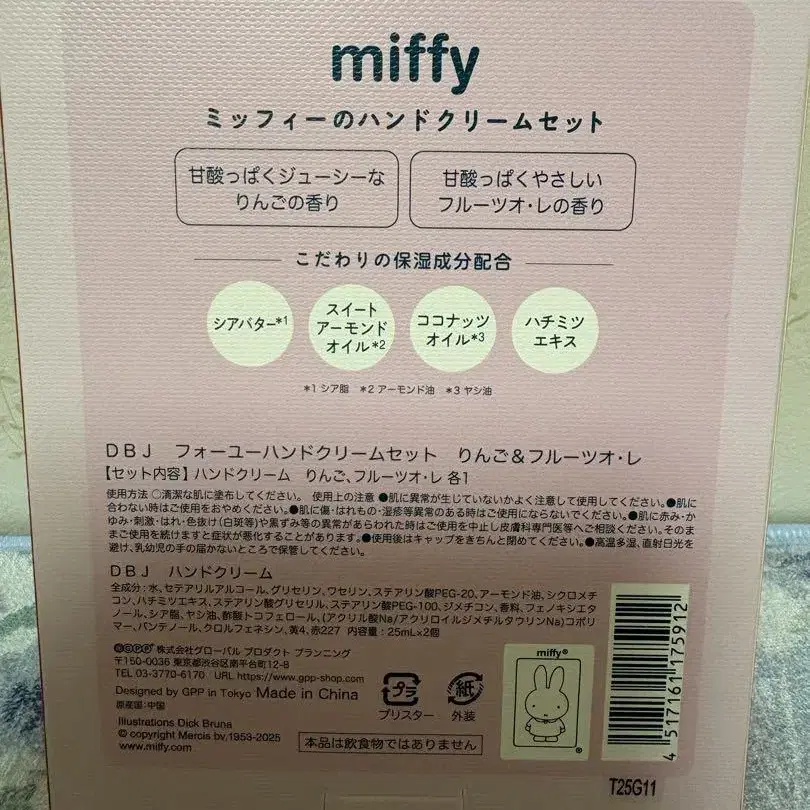 miffy
ミッフィーのハンドクリームセット
甘酸っぱくジューシーな
りんごの香り
甘酸っぱくやさしい
フルーツオ・レの香り
こだわりの保湿成分配合
シアバター*1
スイート
アーモンド
オイル*2
ココナッツ
オイル*3
ハチミツ
エキス
*1 シア脂 *2 アーモンド油 *3 ヤシ油
DBJ フォーユーハンドクリームセット りんご&フルーツオ・レ
【セット内容】ハンドクリーム りんご、フルーツオ・レ 各1
使用方法 ○清潔な肌に塗布してください。 使用上の注意 ●肌に異常が生じていないかよく注意して使用してください。●肌に
合わない時はご使用をおやめください。●肌に傷・はれもの・湿疹等異常のある時はご使用にならないでください。●肌に赤み・か
ゆみ・刺激・はれ・色抜け(白斑等)や黒ずみ等の異常があらわれた時はご使用を中止し皮膚科専門医等へご相談ください。そのま
まご使用を続けますと症状が悪化することがあります。●使用後はキャップをきちんと閉めてください。●高温多湿、直射日光を
避け、乳幼児の手の届かないところで保管してください。
DBJ ハンドクリーム
全成分:水、セテアリルアルコール、グリセリン、ワセリン、ステアリン酸PEG-20、アーモンド油、シクロメチ
コン、ハチミツエキス、ステアリン酸グリセリル、ステアリン酸PEG-100、ジメチコン、香料、フェノキシエタ
ノール、シア脂、ヤシ油、酢酸トコフェロール、(アクリル酸Na/アクリロイルジメチルタウリンNa)コポリ
マー、パンテノール、クロルフェネシン、黄4、赤227 内容量:25mL×2個
GPP 株式会社グローバル プロダクト プランニング
〒150-0036 東京都渋谷区南平台町12-8
TEL 03-3770-6170 URL https://www.gpp-shop.com
Designed by GPP in Tokyo Made in China
原産国:中国
Illustrations Dick Bruna
© copyright Mercis bv,1953-2025
www.miffy.com
プラ
ブリスター
紙
外装
本品は飲食物ではありません
miffy®
®
4 517161 175912
T25G11